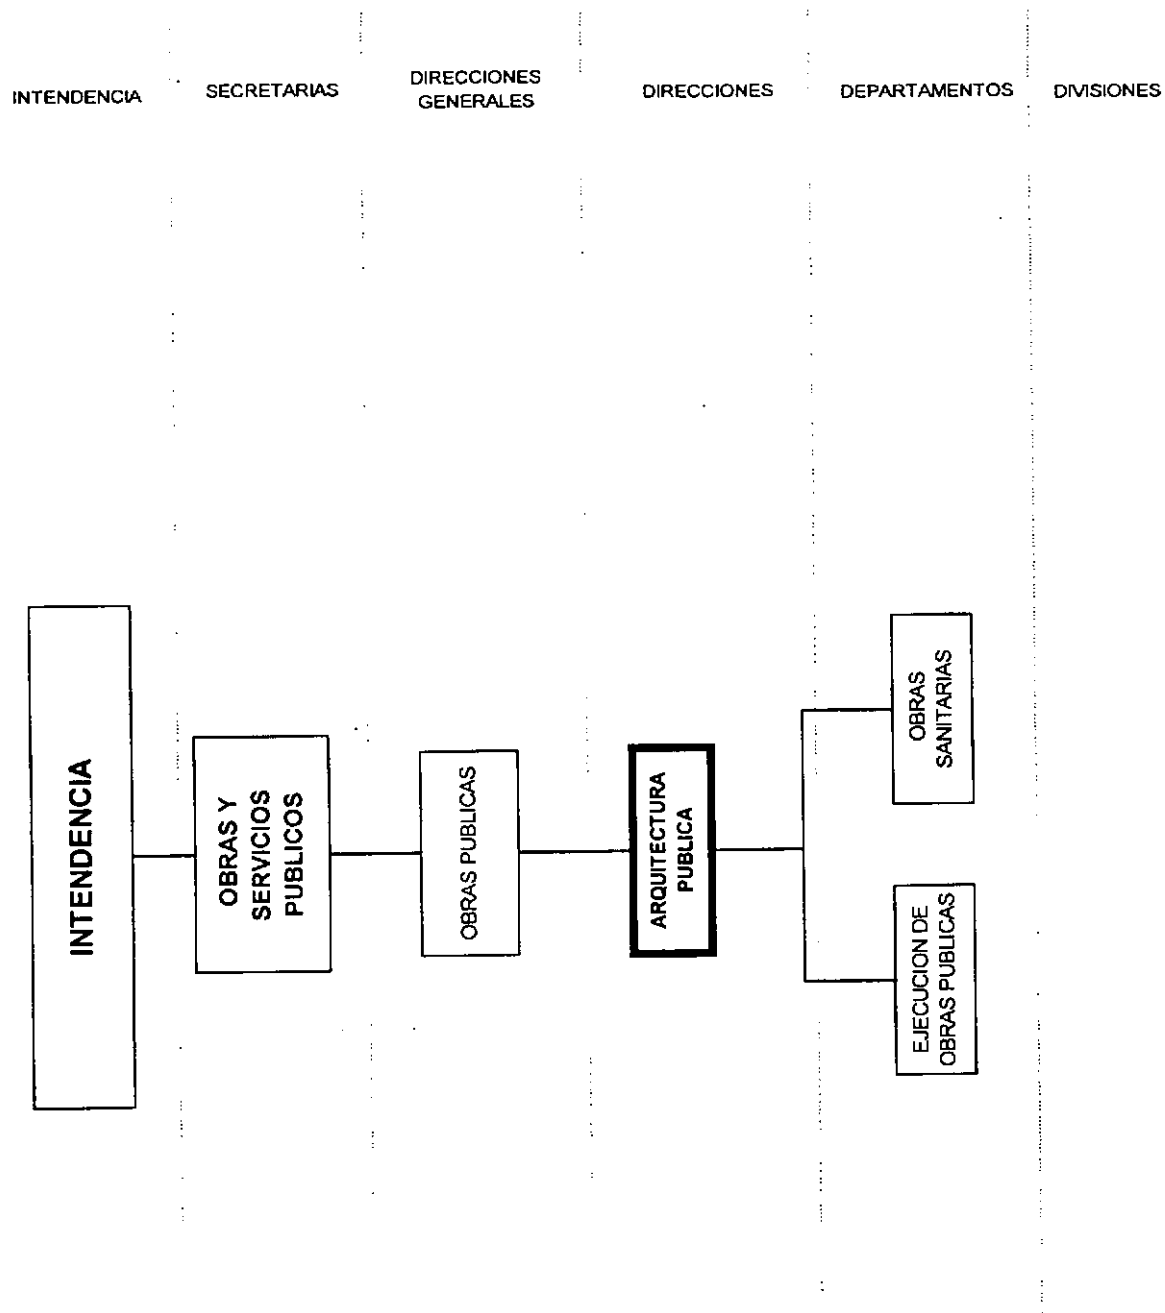 INTENDENCIA
SECRETARIAS
DIRECCIONES
GENERALES
DIRECCIONES
DEPARTAMENTOS
DIVISIONES
INTENDENCIA
OBRAS Y
SERVICIOS
PUBLICOS
OBRAS PUBLICAS
ARQUITECTURA
PUBLICA
EJECUCION DE
OBRAS PUBLICAS
OBRAS
SANITARIAS